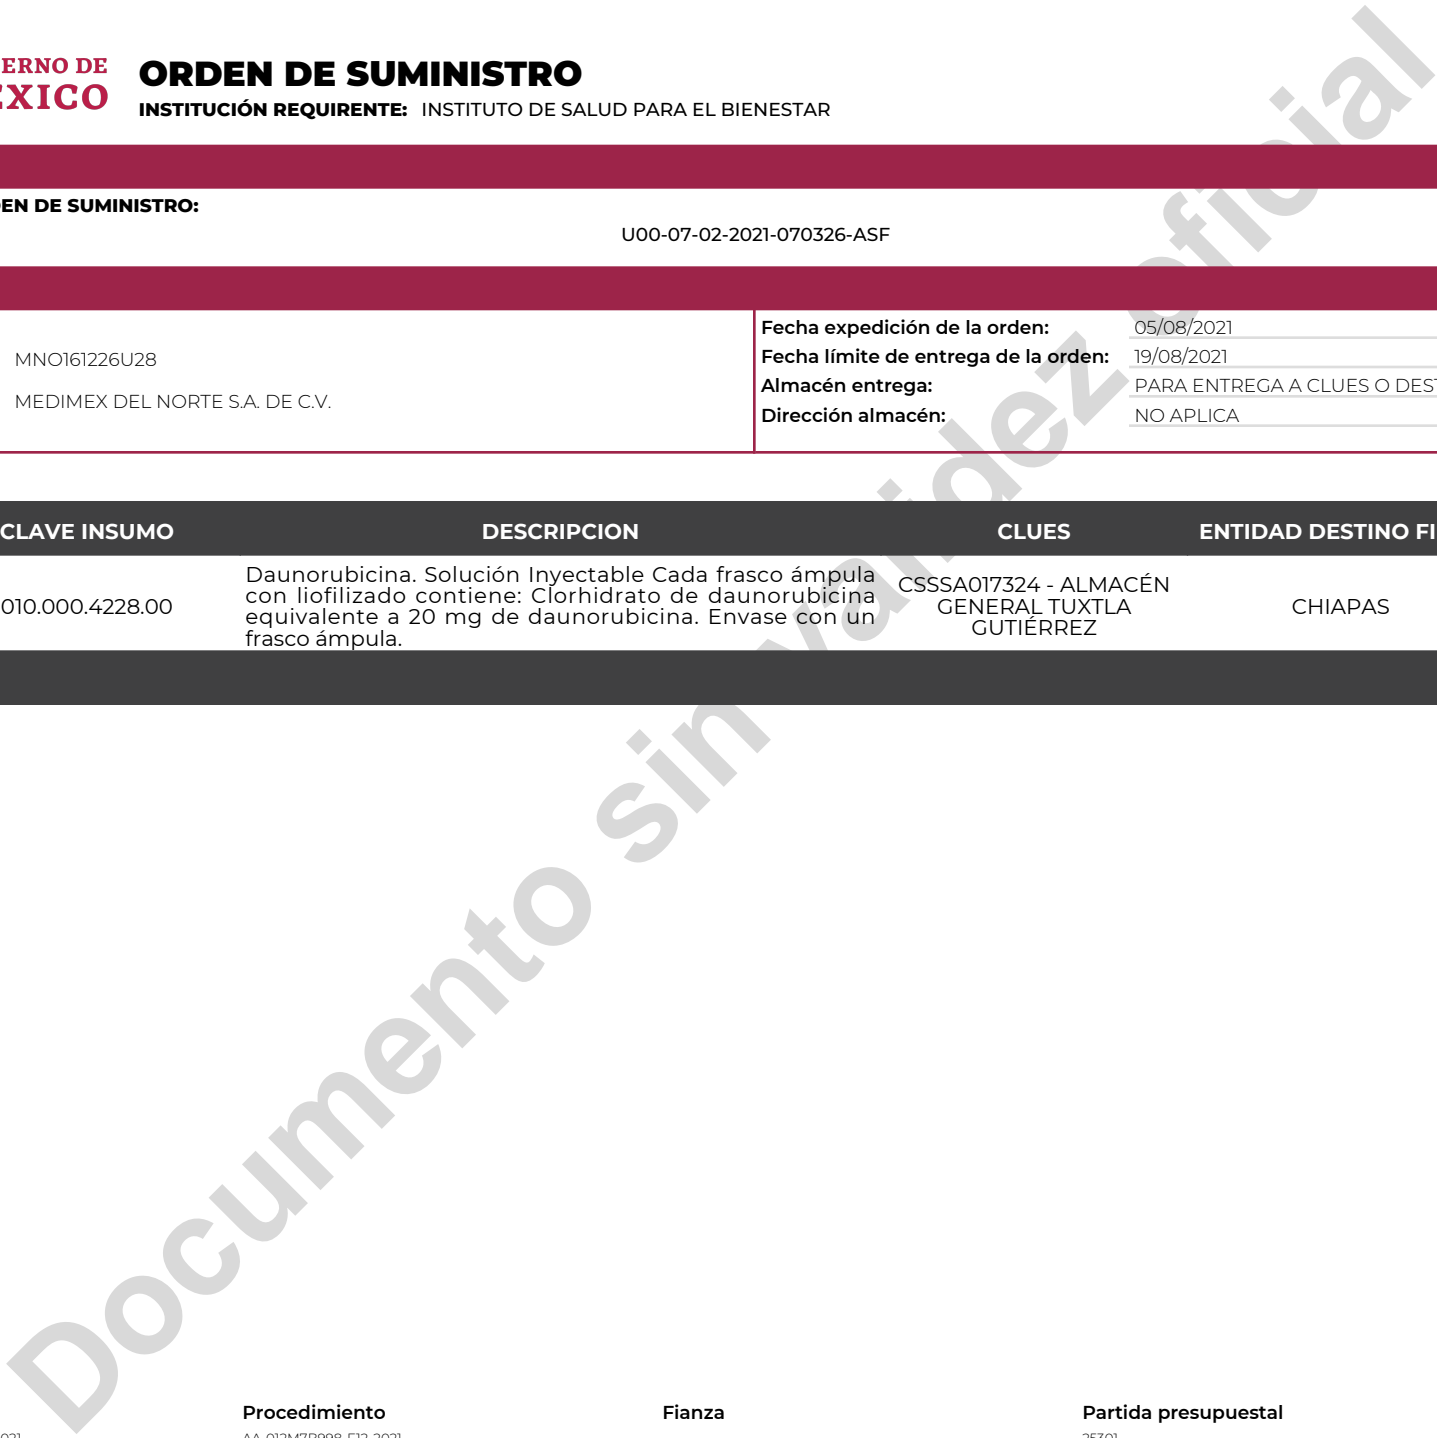 ERNO DE
ÉXICO
ORDEN DE SUMINISTRO
INSTITUCIÓN REQUIRENTE: INSTITUTO DE SALUD PARA EL BIENESTAR
EN DE SUMINISTRO:
U00-07-02-2021-070326-ASF
MNO161226U28
MEDIMEX DEL NORTE S.A. DE C.V.
Fecha expedición de la orden: 05/08/2021
Fecha límite de entrega de la orden: 19/08/2021
Almacén entrega: PARA ENTREGA A CLUES O DEST
Dirección almacén: NO APLICA
CLAVE INSUMO DESCRIPCION CLUES ENTIDAD DESTINO FI
010.000.4228.00
Daunorubicina. Solución Inyectable Cada frasco ámpula
con liofilizado contiene: Clorhidrato de daunorubicina
equivalente a 20 mg de daunorubicina. Envase con un
frasco ámpula.
CSSSA017324 - ALMACÉN
GENERAL TUXTLA
GUTIÉRREZ
CHIAPAS
Documento sin validez oficial
Procedimiento Fianza Partida presupuestal